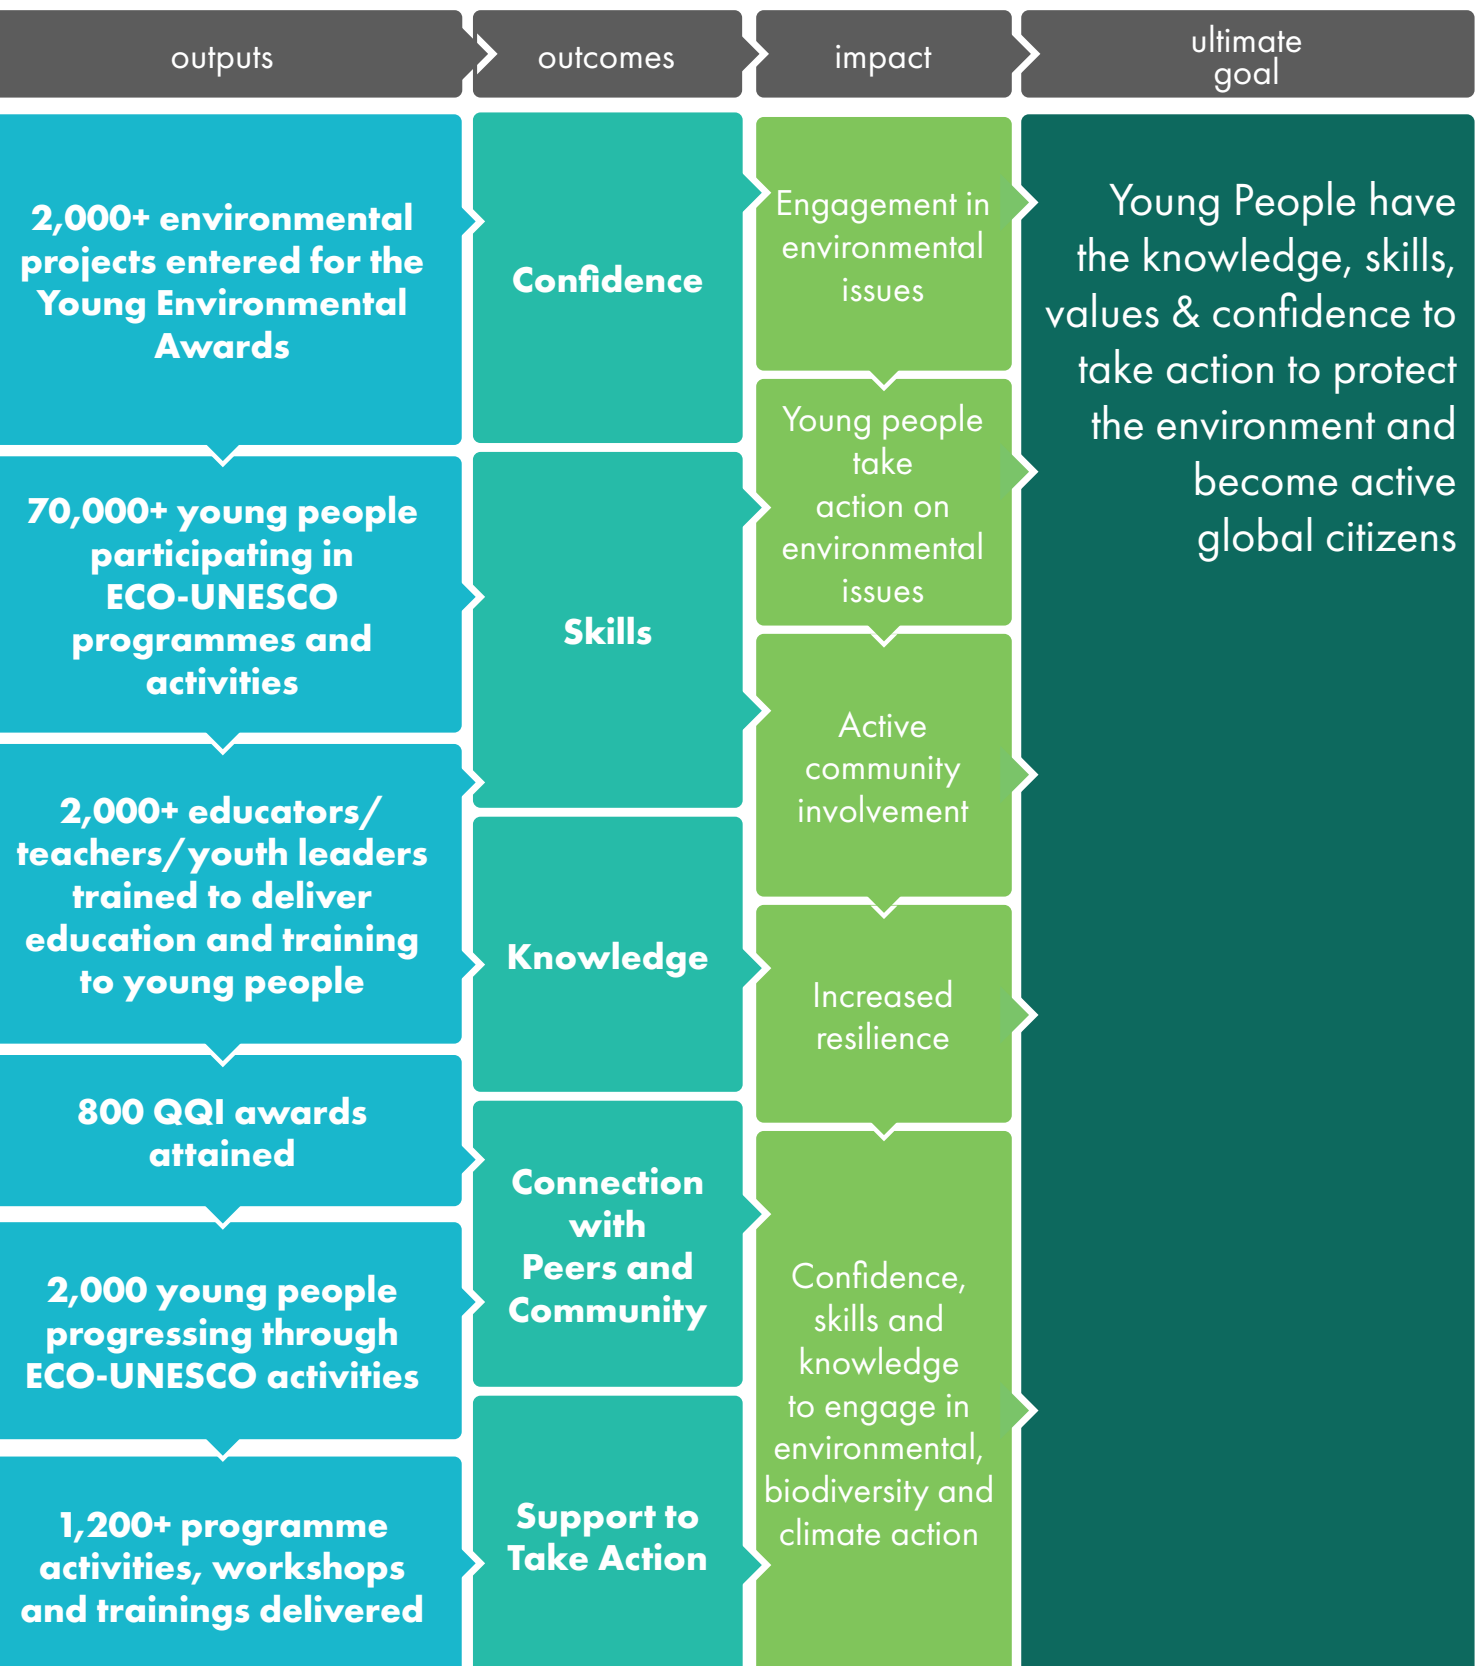 outputs
outcomes
impact
ultimate
goal
2,000+ environmental
projects entered for the
Young Environmental
Awards
70,000+ young people
participating in
ECO-UNESCO
programmes and
activities
2,000+ educators/
teachers/youth leaders
trained to deliver
education and training
to young people
800 QQI awards
attained
2,000 young people
progressing through
ECO-UNESCO activities
1,200+ programme
activities, workshops
and trainings delivered
Confidence
Skills
Knowledge
Connection
with
Peers and
Community
Support to
Take Action
Engagement in
environmental
issues
Young people
take
action on
environmental
issues
Active
community
involvement
Increased
resilience
Confidence,
skills and
knowledge
to engage in
environmental,
biodiversity and
climate action
Young People have
the knowledge, skills,
values & confidence to
take action to protect
the environment and
become active
global citizens